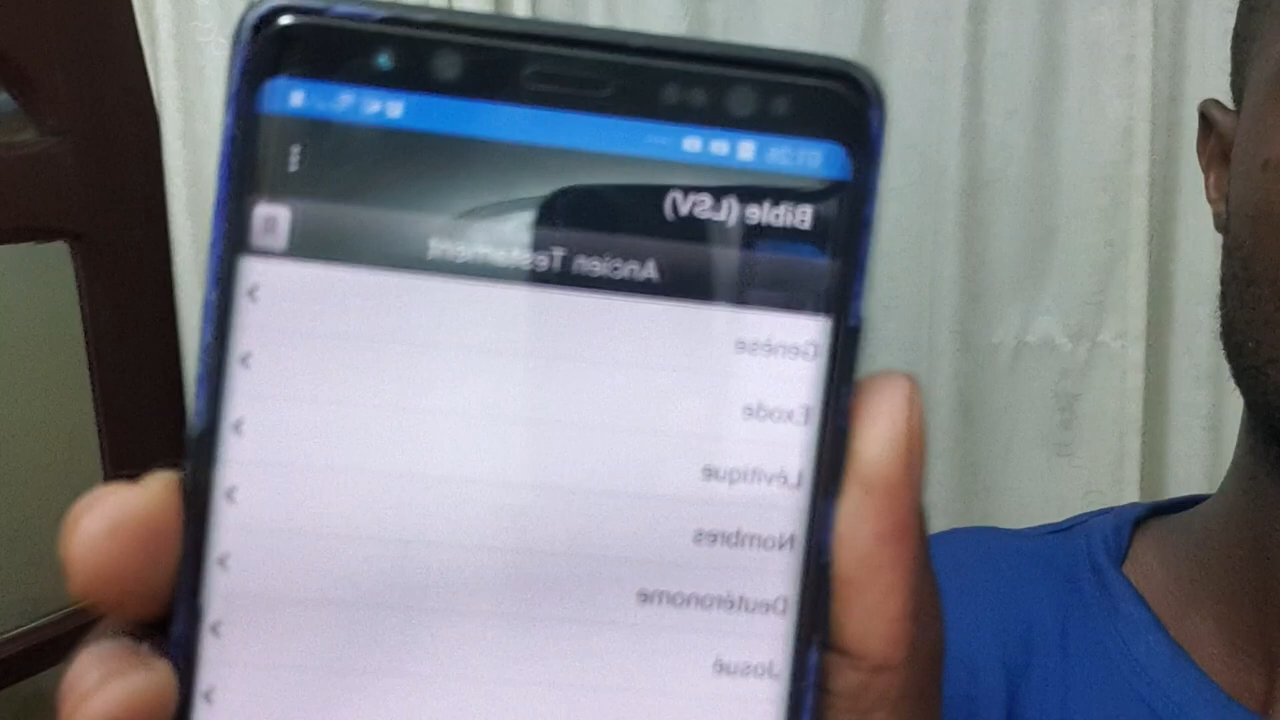 Bible (LSV)
Ancien Testament
Genèse
Exode
Lévitique
Nombres
Deutéronome
Josué